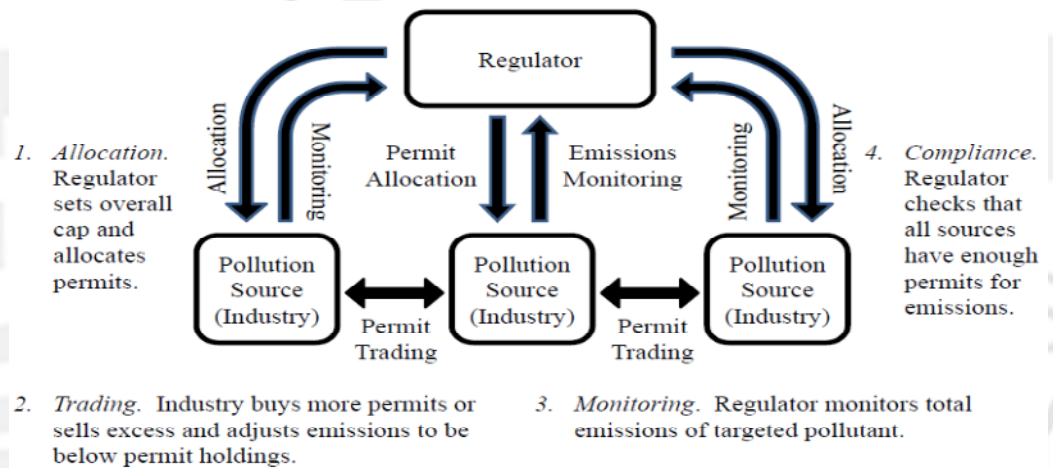 Regulator
Allocation
Monitoring
Permit
Allocation
Emissions
Monitoring
Monitoring
Allocation
1. Allocation.
Regulator
sets overall
cap and
allocates
permits.
4. Compliance.
Regulator
checks that
all sources
have enough
permits for
emissions.
Pollution
Source
(Industry)
Permit
Trading
Pollution
Source
(Industry)
Permit
Trading
Pollution
Source
(Industry)
2. Trading. Industry buys more permits or
sells excess and adjusts emissions to be
below permit holdings.
3. Monitoring. Regulator monitors total
emissions of targeted pollutant.